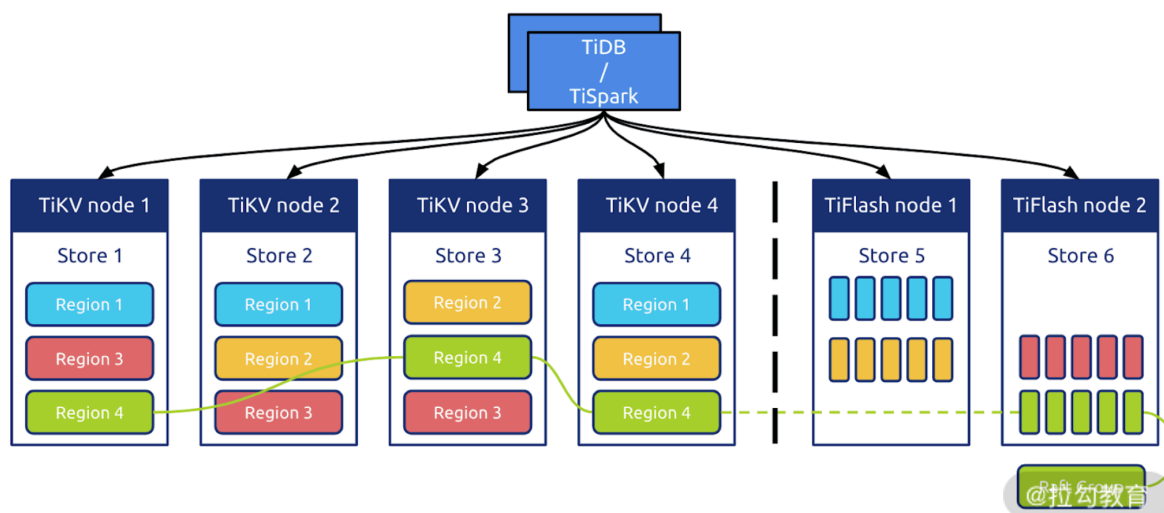 TiDB
/
TiSpark
TiKV node 1
TiKV node 2
TiKV node 3
TiKV node 4
TiFlash node 1
TiFlash node 2
Store 1
Store 2
Store 3
Store 4
Store 5
Store 6
Region 1
Region 1
Region 2
Region 1
Region 3
Region 2
Region 4
Region 2
Region 4
Region 3
Region 3
Region 4
Raft Group
@拉勾教育